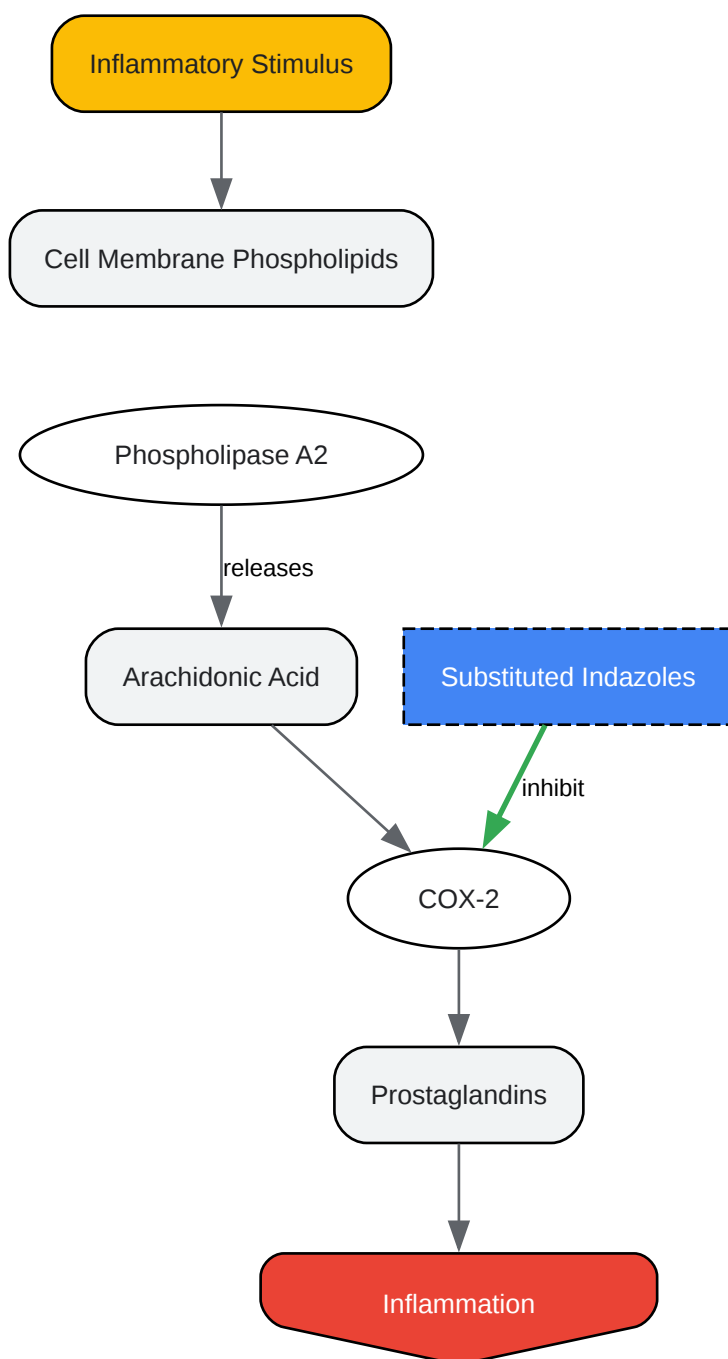 Inflammatory Stimulus
Cell Membrane Phospholipids
Phospholipase A2
releases
Arachidonic Acid
Substituted Indazoles
inhibit
COX-2
Prostaglandins
Inflammation